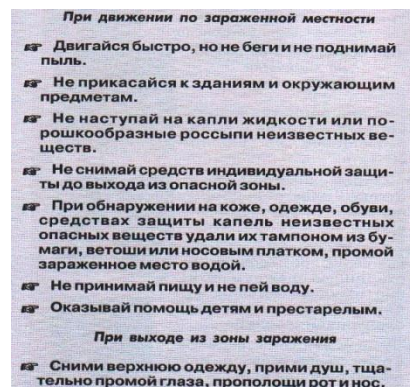 При движении по зараженной местности
☞ Двигайся быстро, но не беги и не поднимай
пыль.
☞ Не прикасайся к зданиям и окружающим
предметам.
☞ Не наступай на капли жидкости или по-
рошкообразные россыпи неизвестных ве-
ществ.
☞ Не снимай средств индивидуальной защи-
ты до выхода из опасной зоны.
☞ При обнаружении на коже, одежде, обуви,
средствах защиты капель неизвестных
опасных веществ удали их тампоном из бу-
маги, ветоши или носовым платком, промой
зараженное место водой.
☞ Не принимай пищу и не пей воду.
☞ Оказывай помощь детям и престарелым.
При выходе из зоны заражения
☞ Сними верхнюю одежду, прими душ, тща-
тельно промой глаза, прополощи рот и нос.